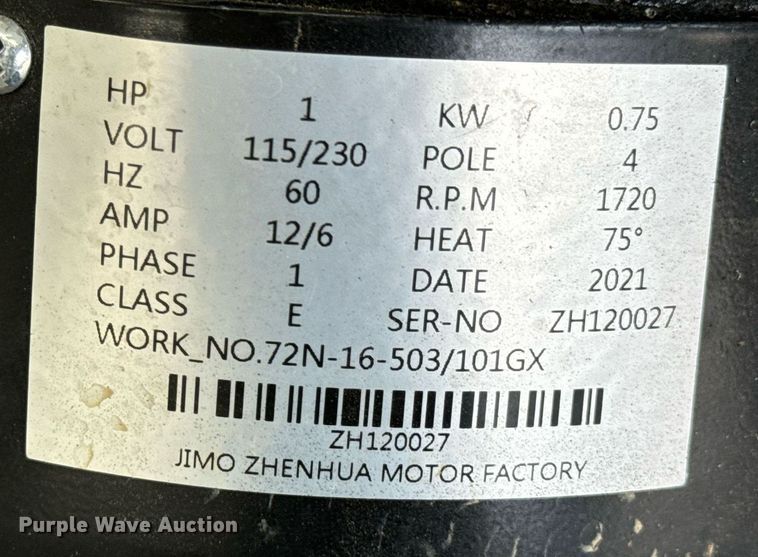 HP 1 KW 0.75
VOLT 115/230 POLE 4
HZ 60 R.P.M 1720
AMP 12/6 HEAT 75°
PHASE 1 DATE 2021
CLASS E SER-NO ZH120027
WORK_NO.72N-16-503/101GX
ZH120027
JIMO ZHENHUA MOTOR FACTORY
Purple Wave Auction